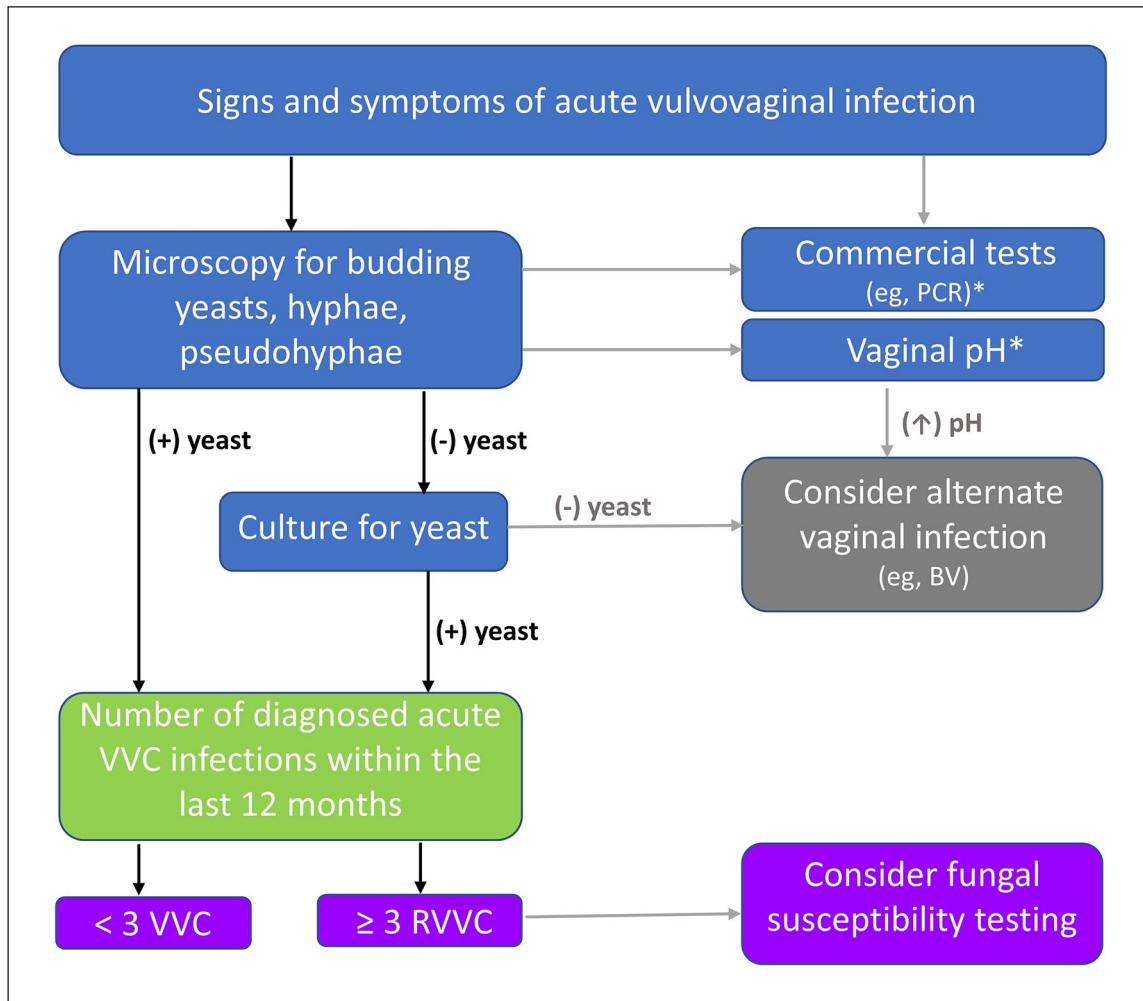 Signs and symptoms of acute vulvovaginal infection
Microscopy for budding
yeasts, hyphae,
pseudohyphae
Commercial tests
(eg, PCR)*
Vaginal pH*
(+) yeast
(-) yeast
(↑) pH
Culture for yeast
(-) yeast
Consider alternate
vaginal infection
(eg, BV)
(+) yeast
Number of diagnosed acute
VVC infections within the
last 12 months
< 3 VVC
≥ 3 RVVC
Consider fungal
susceptibility testing